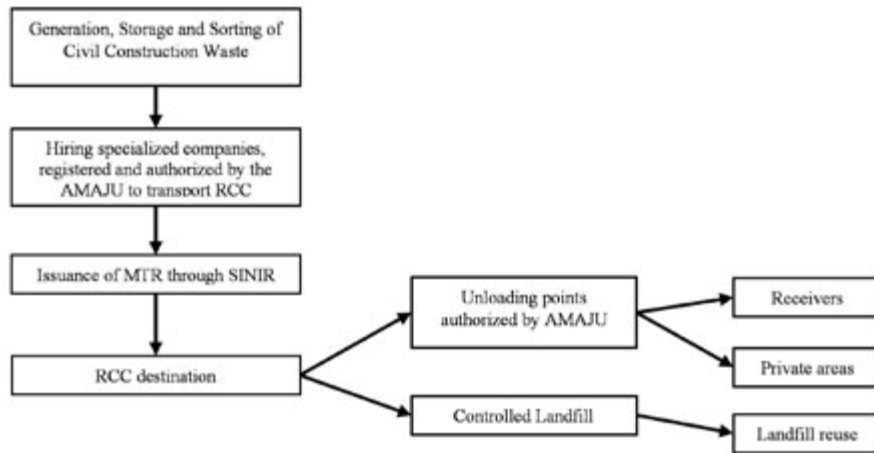 Generation, Storage and Sorting of
Civil Construction Waste
Hiring specialized companies,
registered and authorized by the
AMAJU to transport RCC
Issuance of MTR through SINIR
RCC destination
Unloading points
authorized by AMAJU
Controlled Landfill
Receivers
Private areas
Landfill reuse